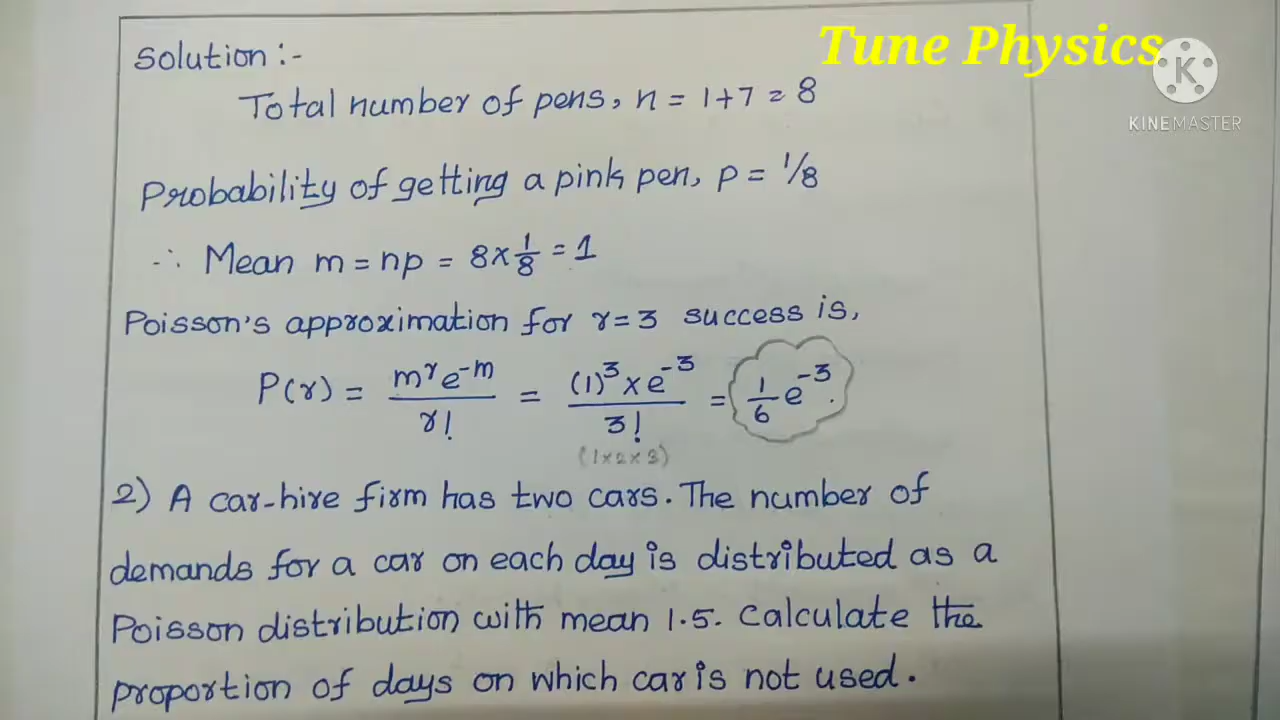 Tune Physics
KINEMASTER
Solution :-
Total number of pens, n = 1+7 = 8
Probability of getting a pink pen, p = 1/8
∴ Mean m = np = 8 × 1/8 = 1
Poisson's approximation for r = 3 success is,
P(r) = m^r e^-m / r! = (1)^3 × e^-3 / 3! = 1/6 e^-3.
(1×2×3)
2) A car-hire firm has two cars. The number of
demands for a car on each day is distributed as a
Poisson distribution with mean 1.5. Calculate the
proportion of days on which car is not used.